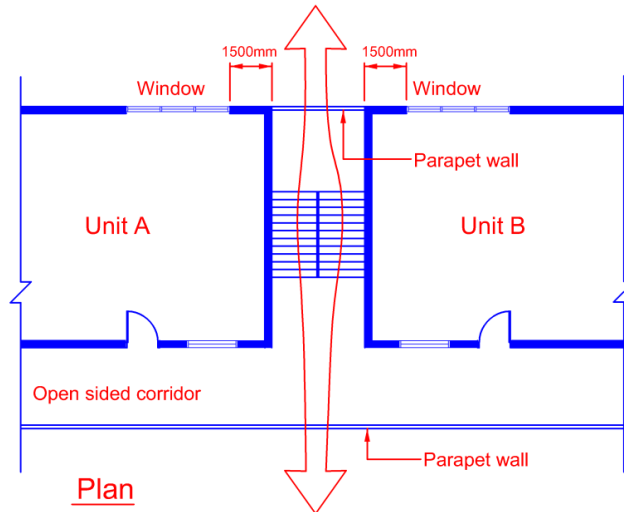 1500mm
1500mm
Window
Window
Parapet wall
Unit A
Unit B
Open sided corridor
Parapet wall
Plan